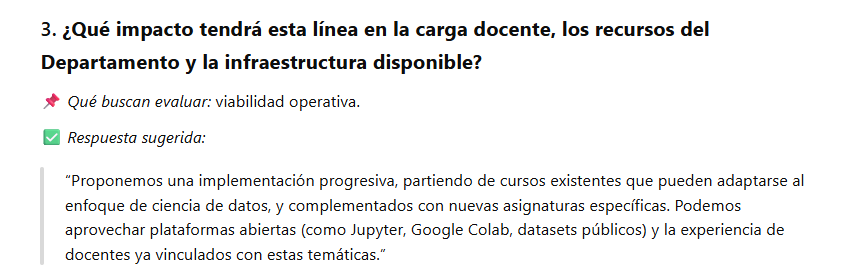 3. ¿Qué impacto tendrá esta línea en la carga docente, los recursos del
Departamento y la infraestructura disponible?
📌 Qué buscan evaluar: viabilidad operativa.
✅ Respuesta sugerida:
“Proponemos una implementación progresiva, partiendo de cursos existentes que pueden adaptarse al
enfoque de ciencia de datos, y complementados con nuevas asignaturas específicas. Podemos
aprovechar plataformas abiertas (como Jupyter, Google Colab, datasets públicos) y la experiencia de
docentes ya vinculados con estas temáticas.”